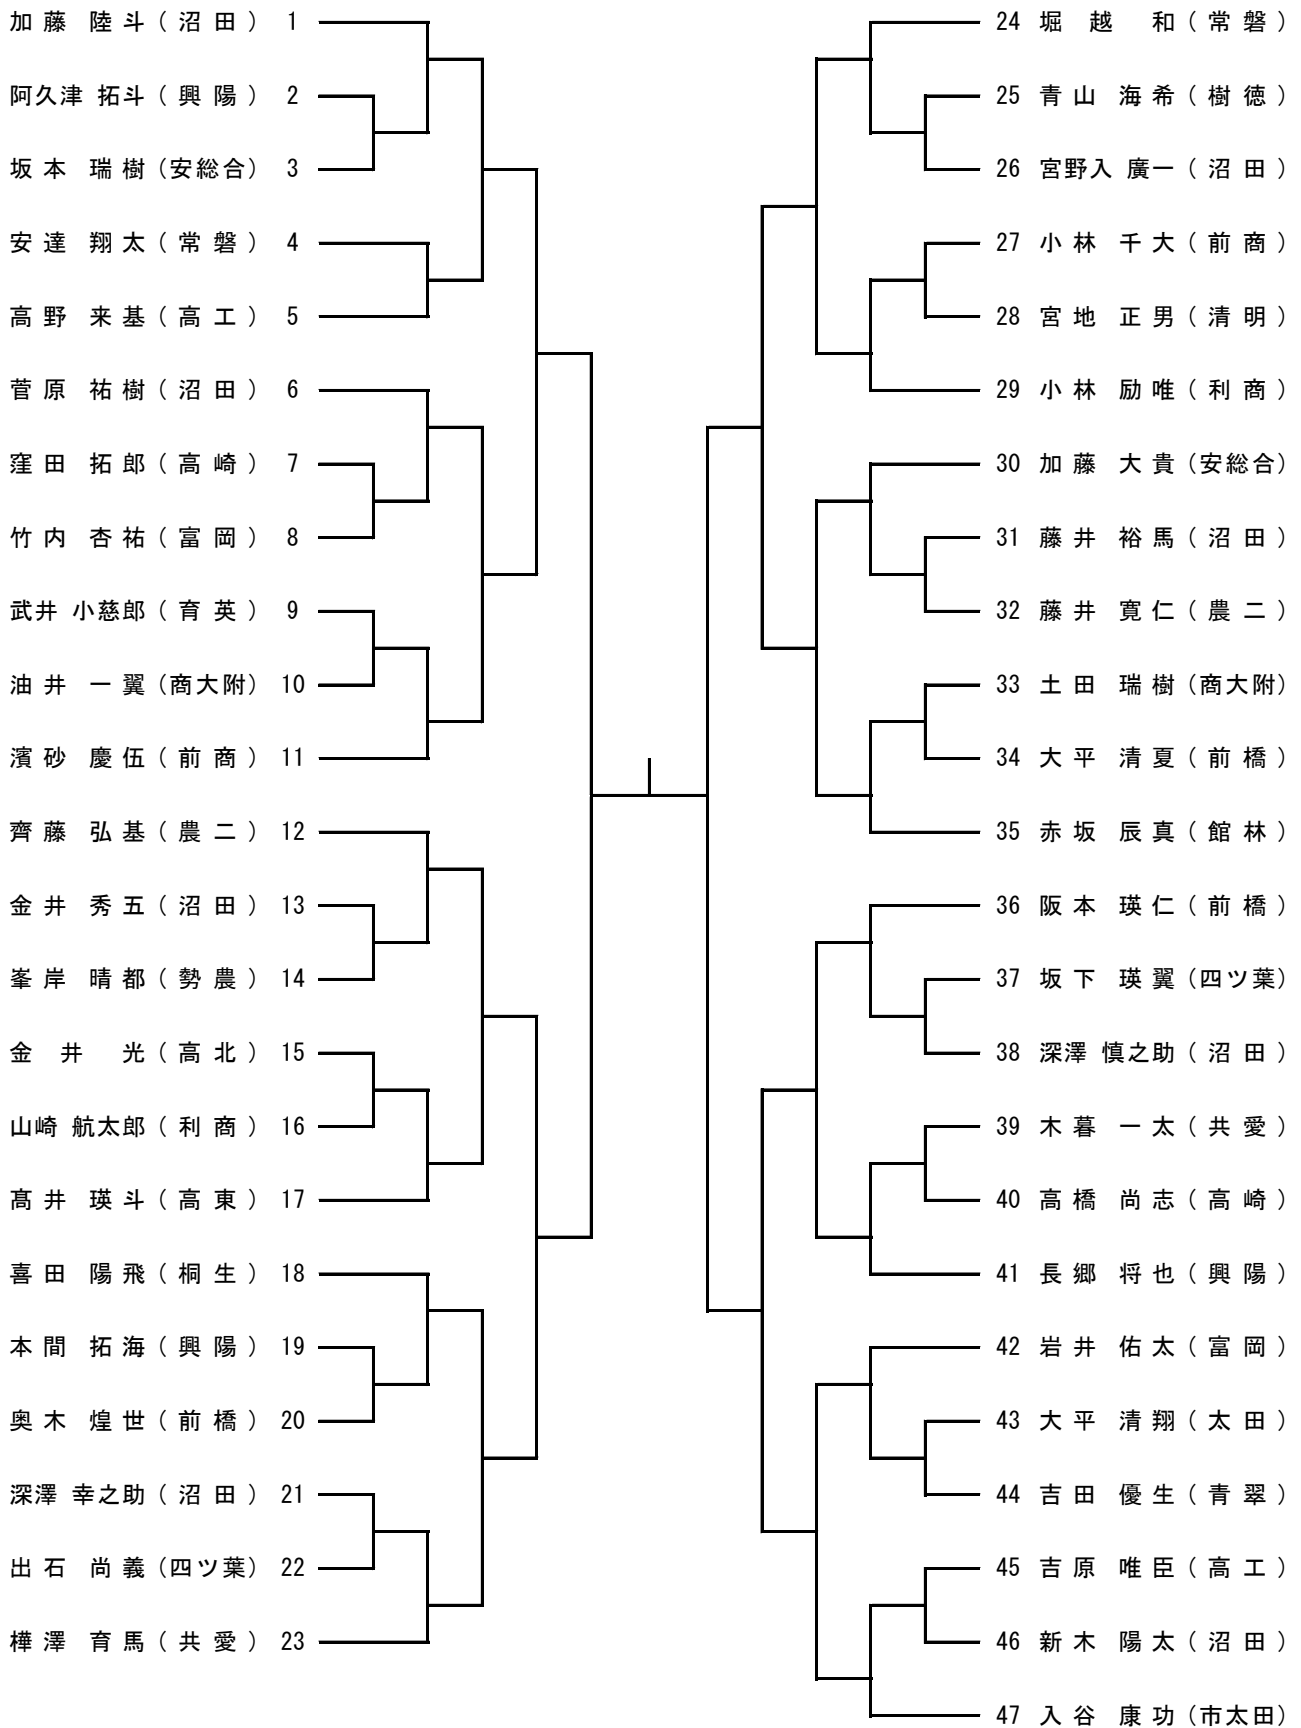 加藤 陸斗 (沼田) 1
阿久津 拓斗 (興陽) 2
坂本 瑞樹 (安総合) 3
安達 翔太 (常磐) 4
高野 来基 (高工) 5
菅原 祐樹 (沼田) 6
窪田 拓郎 (高崎) 7
竹内 杏祐 (富岡) 8
武井 小慈郎 (育英) 9
油井 一翼 (商大附) 10
濱砂 慶伍 (前商) 11
齊藤 弘基 (農二) 12
金井 秀五 (沼田) 13
峯岸 晴都 (勢農) 14
金井 光 (高北) 15
山崎 航太郎 (利商) 16
髙井 瑛斗 (高東) 17
喜田 陽飛 (桐生) 18
本間 拓海 (興陽) 19
奥木 煌世 (前橋) 20
深澤 幸之助 (沼田) 21
出石 尚義 (四ツ葉) 22
樺澤 育馬 (共愛) 23
24 堀越 和 (常磐)
25 青山 海希 (樹徳)
26 宮野入 廣一 (沼田)
27 小林 千大 (前商)
28 宮地 正男 (清明)
29 小林 励唯 (利商)
30 加藤 大貴 (安総合)
31 藤井 裕馬 (沼田)
32 藤井 寛仁 (農二)
33 土田 瑞樹 (商大附)
34 大平 清夏 (前橋)
35 赤坂 辰真 (館林)
36 阪本 瑛仁 (前橋)
37 坂下 瑛翼 (四ツ葉)
38 深澤 慎之助 (沼田)
39 木暮 一太 (共愛)
40 高橋 尚志 (高崎)
41 長郷 将也 (興陽)
42 岩井 佑太 (富岡)
43 大平 清翔 (太田)
44 吉田 優生 (青翠)
45 吉原 唯臣 (高工)
46 新木 陽太 (沼田)
47 入谷 康功 (市太田)